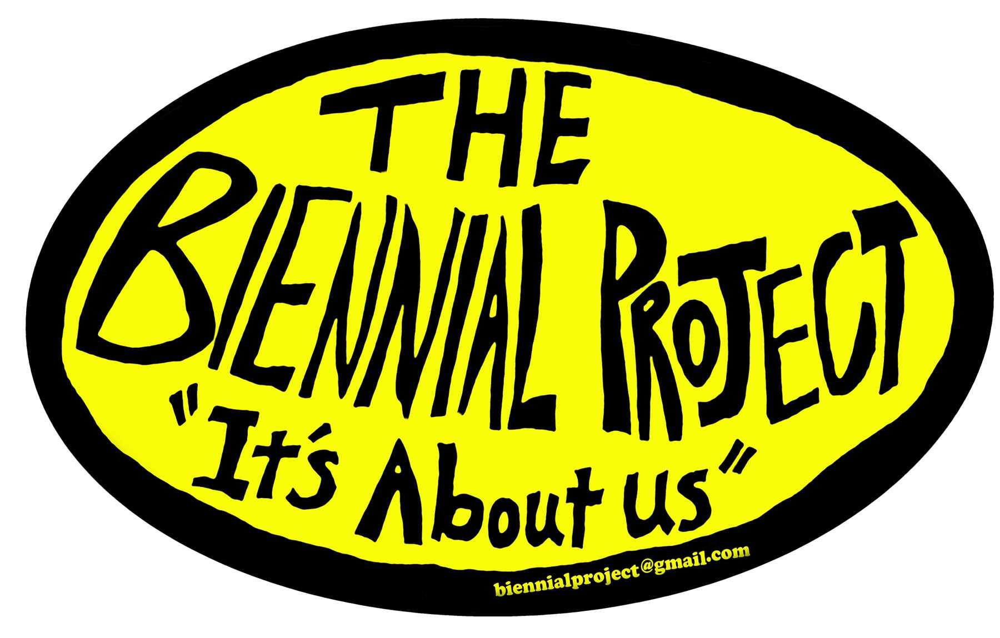 THE
BIENNIAL PROJECT
"It's About us"
biennialproject@gmail.com